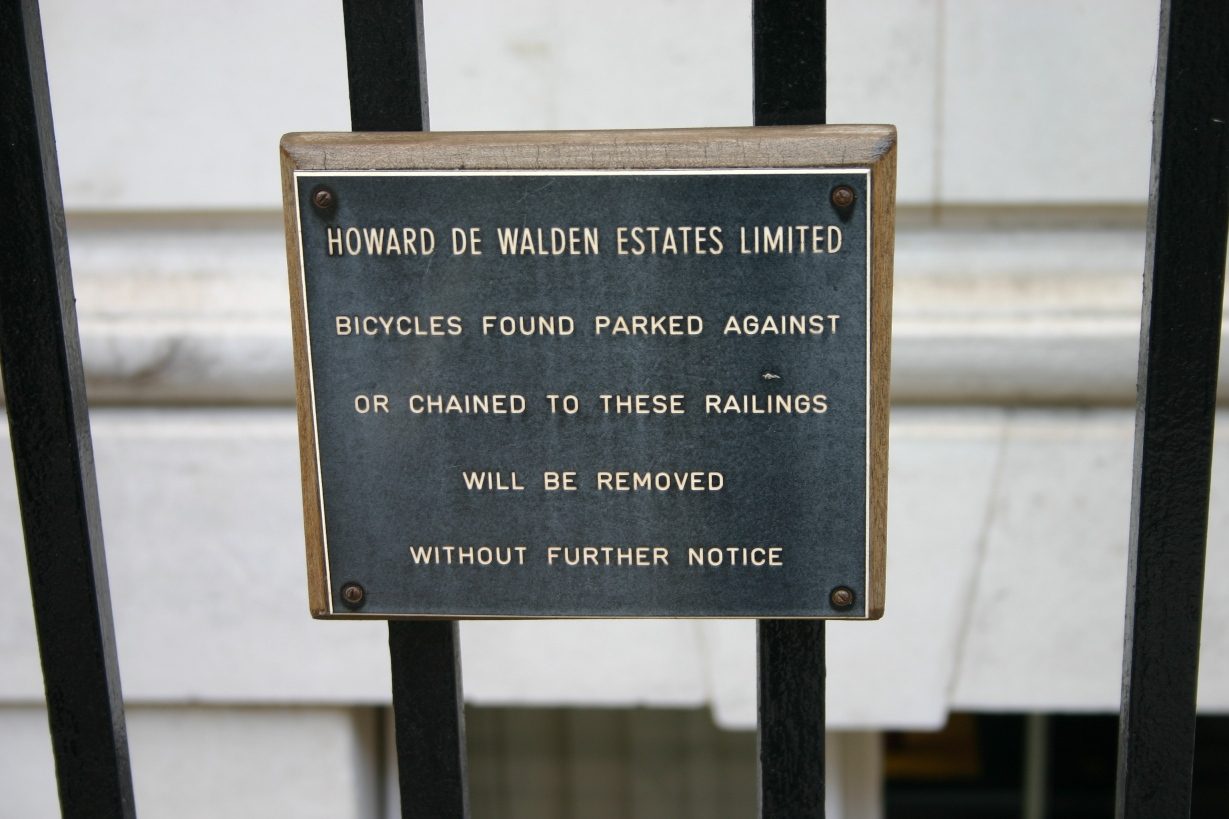 HOWARD DE WALDEN ESTATES LIMITED
BICYCLES FOUND PARKED AGAINST
OR CHAINED TO THESE RAILINGS
WILL BE REMOVED
WITHOUT FURTHER NOTICE